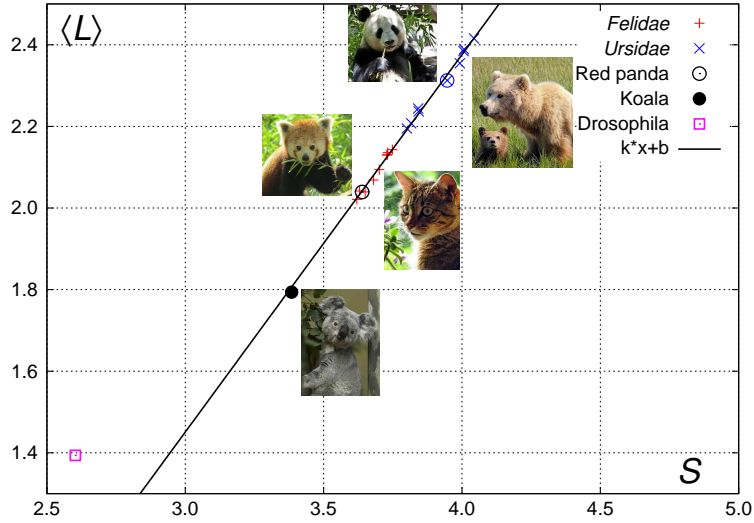 ⟨L⟩
2.4
2.2
2.0
1.8
1.6
1.4
Felidae
Ursidae
Red panda
Koala
Drosophila
k*x+b
S
2.5 3.0 3.5 4.0 4.5 5.0